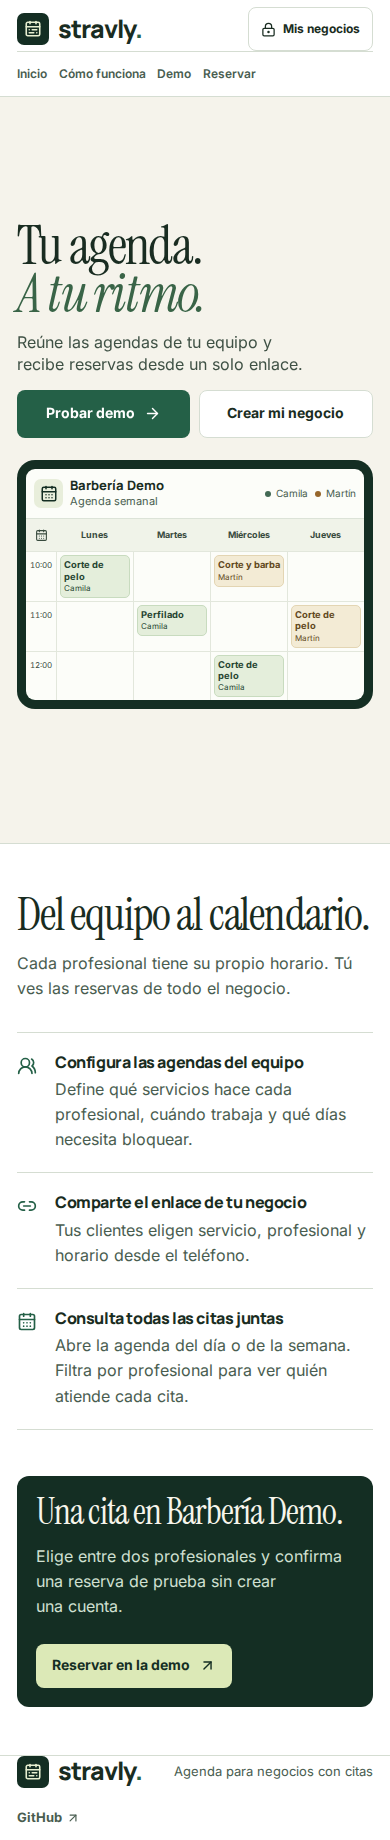 stravly.
Mis negocios
Inicio Cómo funciona Demo Reservar
Tu agenda.
A tu ritmo.
Reúne las agendas de tu equipo y
recibe reservas desde un solo enlace.
Probar demo
Crear mi negocio
Barbería Demo
Agenda semanal
Camila
Martín
Lunes Martes Miércoles Jueves
10:00
Corte de
pelo
Camila
Corte y barba
Martín
11:00
Perfilado
Camila
Corte de
pelo
Martín
12:00
Corte de
pelo
Camila
Del equipo al calendario.
Cada profesional tiene su propio horario. Tú
ves las reservas de todo el negocio.
Configura las agendas del equipo
Define qué servicios hace cada
profesional, cuándo trabaja y qué días
necesita bloquear.
Comparte el enlace de tu negocio
Tus clientes eligen servicio, profesional y
horario desde el teléfono.
Consulta todas las citas juntas
Abre la agenda del día o de la semana.
Filtra por profesional para ver quién
atiende cada cita.
Una cita en Barbería Demo.
Elige entre dos profesionales y confirma
una reserva de prueba sin crear
una cuenta.
Reservar en la demo
stravly.
Agenda para negocios con citas
GitHub